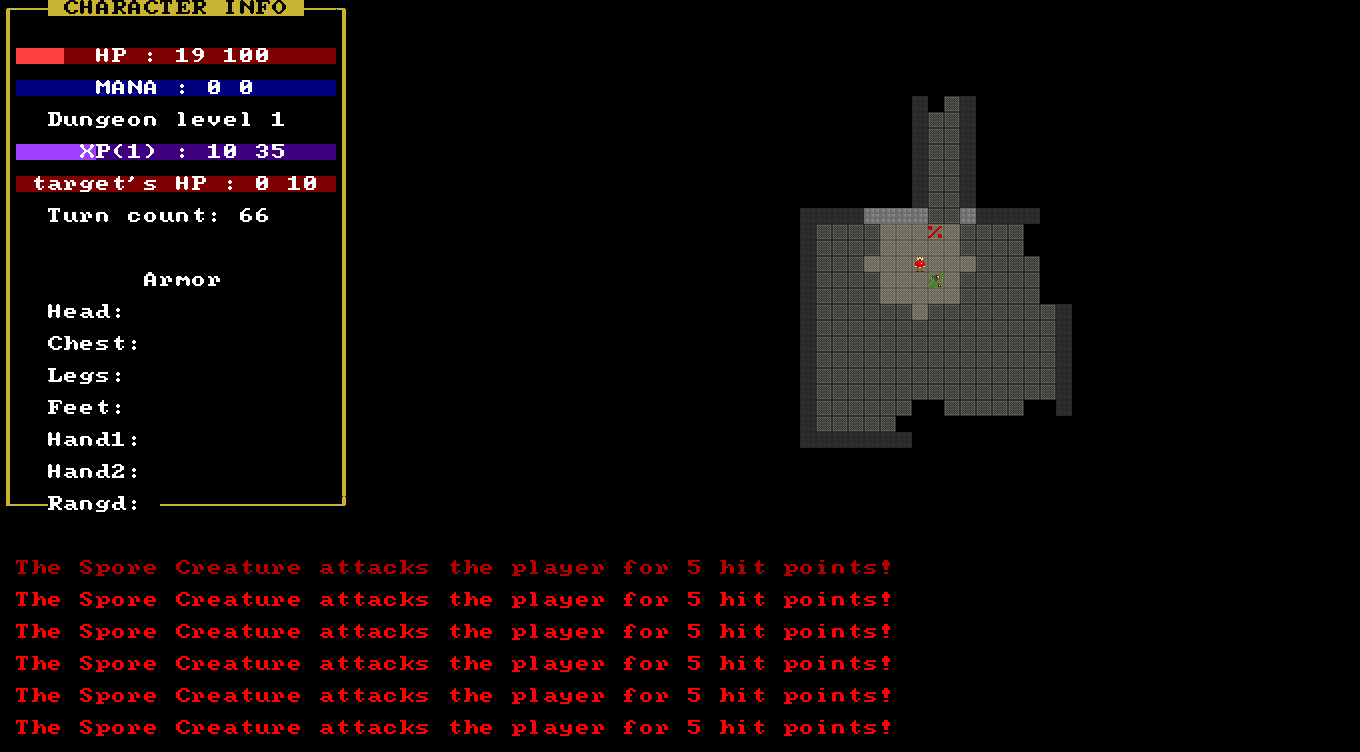 CHARACTER INFO
HP : 19 100
MANA : 0 0
Dungeon level 1
XP(1) : 10 35
target's HP : 0 10
Turn count: 66
Armor
Head:
Chest:
Legs:
Feet:
Hand1:
Hand2:
Rangd:
The Spore Creature attacks the player for 5 hit points!
The Spore Creature attacks the player for 5 hit points!
The Spore Creature attacks the player for 5 hit points!
The Spore Creature attacks the player for 5 hit points!
The Spore Creature attacks the player for 5 hit points!
The Spore Creature attacks the player for 5 hit points!